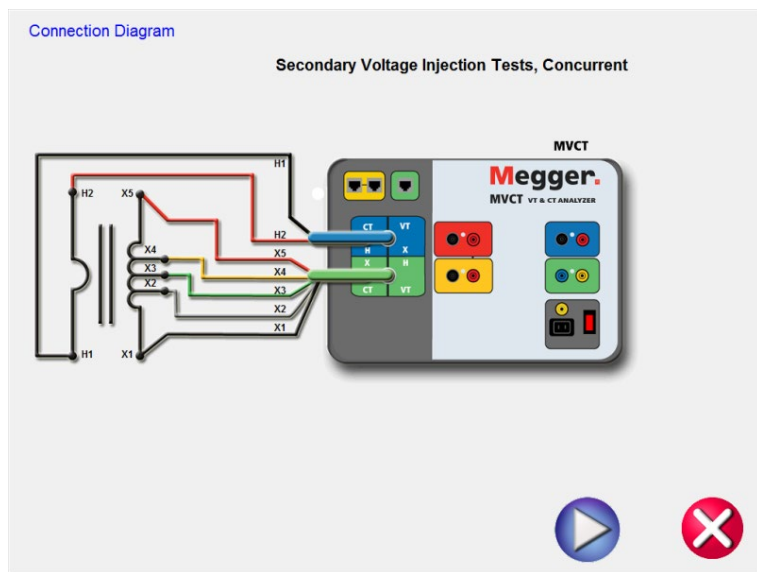 Connection Diagram
Secondary Voltage Injection Tests, Concurrent
MVCT
H1
Megger.
MVCT VT & CT ANALYZER
H2
X5
CT VT
H2
H X
X5
X4
X H
X4
X3
CT VT
X3
X2
X2
X1
H1
X1